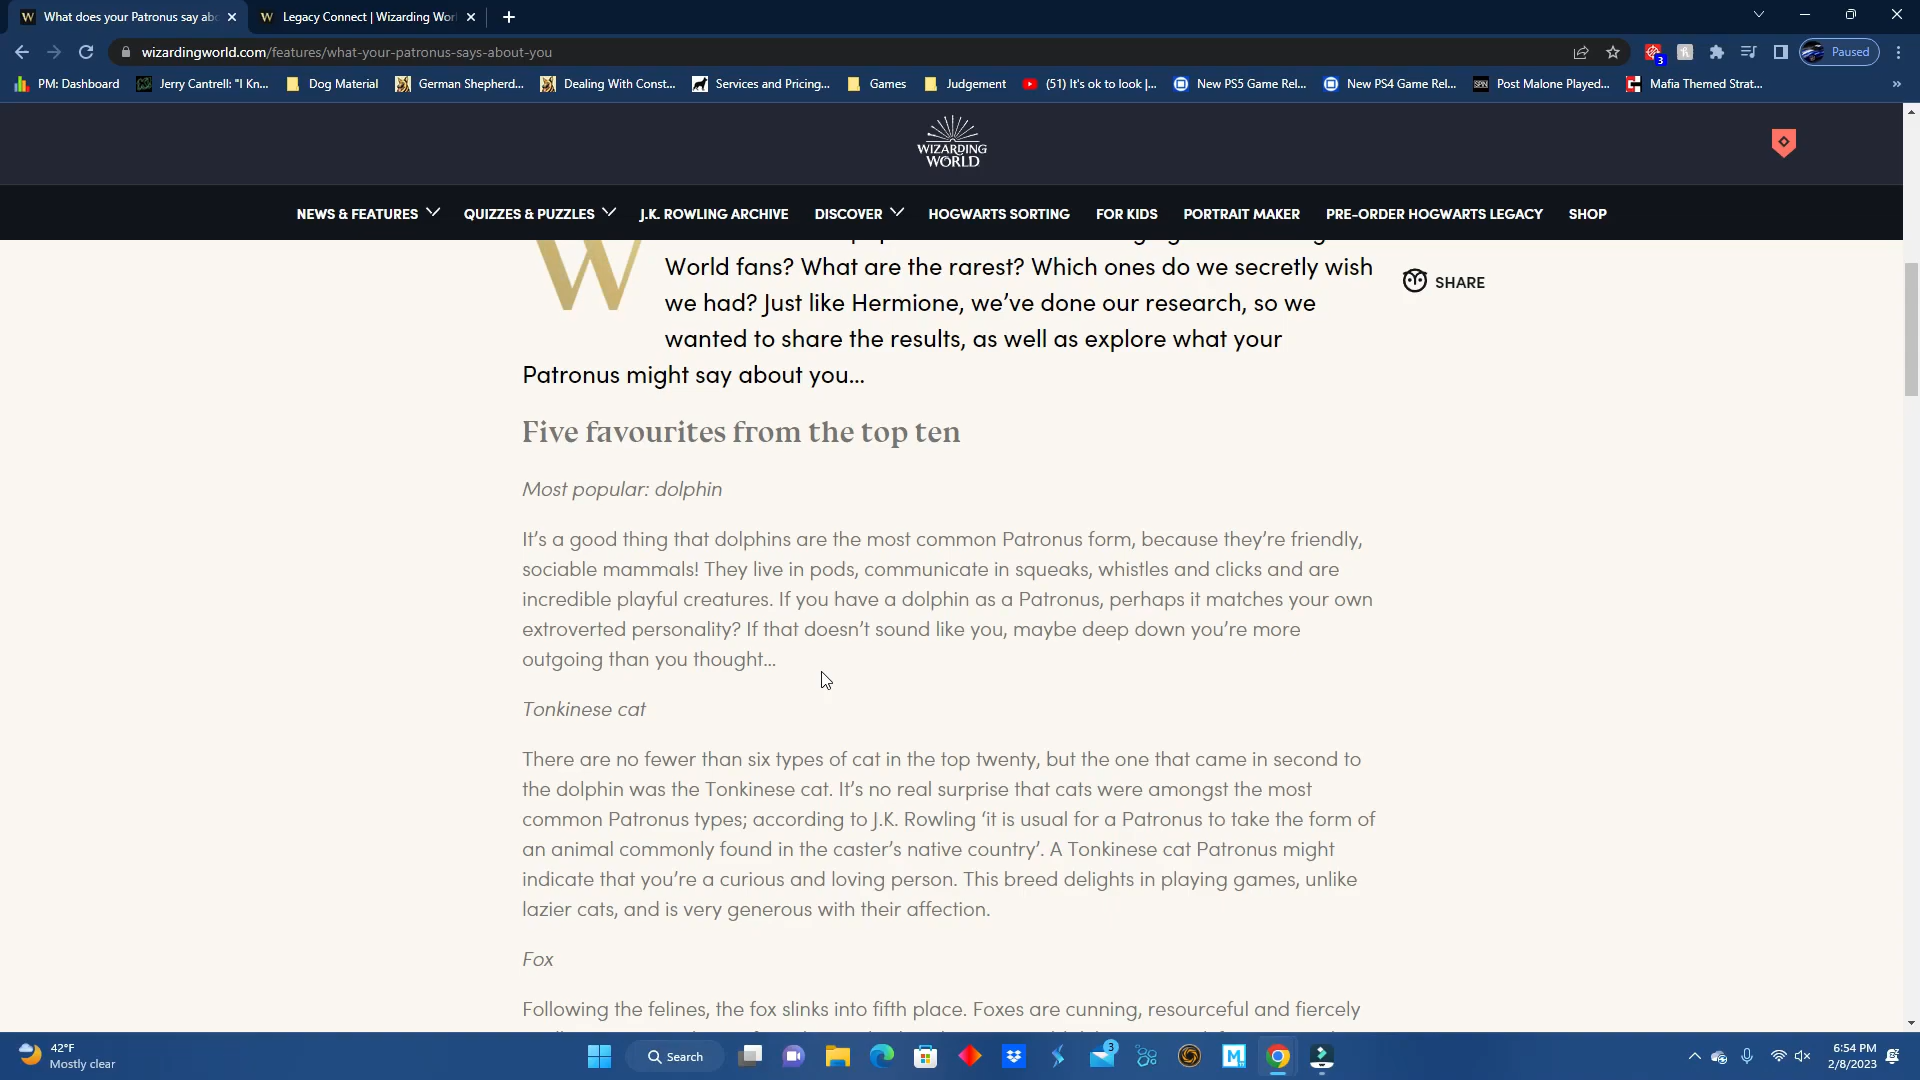 What does your Patronus say abo
Legacy Connect | Wizarding Wor
wizardingworld.com/features/what-your-patronus-says-about-you
3
Paused
PM: Dashboard
Jerry Cantrell: "I Kn...
Dog Material
German Shepherd...
Dealing With Const...
Services and Pricing...
Games
Judgement
(51) It's ok to look |...
New PS5 Game Rel...
New PS4 Game Rel...
SPIN
Post Malone Played...
Mafia Themed Strat...
WIZARDING
WORLD
NEWS & FEATURES
QUIZZES & PUZZLES
J.K. ROWLING ARCHIVE
DISCOVER
HOGWARTS SORTING
FOR KIDS
PORTRAIT MAKER
PRE-ORDER HOGWARTS LEGACY
SHOP
W
World fans? What are the rarest? Which ones do we secretly wish
SHARE
we had? Just like Hermione, we’ve done our research, so we
wanted to share the results, as well as explore what your
Patronus might say about you…
Five favourites from the top ten
Most popular: dolphin
It’s a good thing that dolphins are the most common Patronus form, because they’re friendly,
sociable mammals! They live in pods, communicate in squeaks, whistles and clicks and are
incredible playful creatures. If you have a dolphin as a Patronus, perhaps it matches your own
extroverted personality? If that doesn’t sound like you, maybe deep down you’re more
outgoing than you thought…
Tonkinese cat
There are no fewer than six types of cat in the top twenty, but the one that came in second to
the dolphin was the Tonkinese cat. It’s no real surprise that cats were amongst the most
common Patronus types; according to J.K. Rowling ‘it is usual for a Patronus to take the form of
an animal commonly found in the caster’s native country’. A Tonkinese cat Patronus might
indicate that you’re a curious and loving person. This breed delights in playing games, unlike
lazier cats, and is very generous with their affection.
Fox
Following the felines, the fox slinks into fifth place. Foxes are cunning, resourceful and fiercely
42°F
Mostly clear
Search
3
M
6:54 PM
2/8/2023